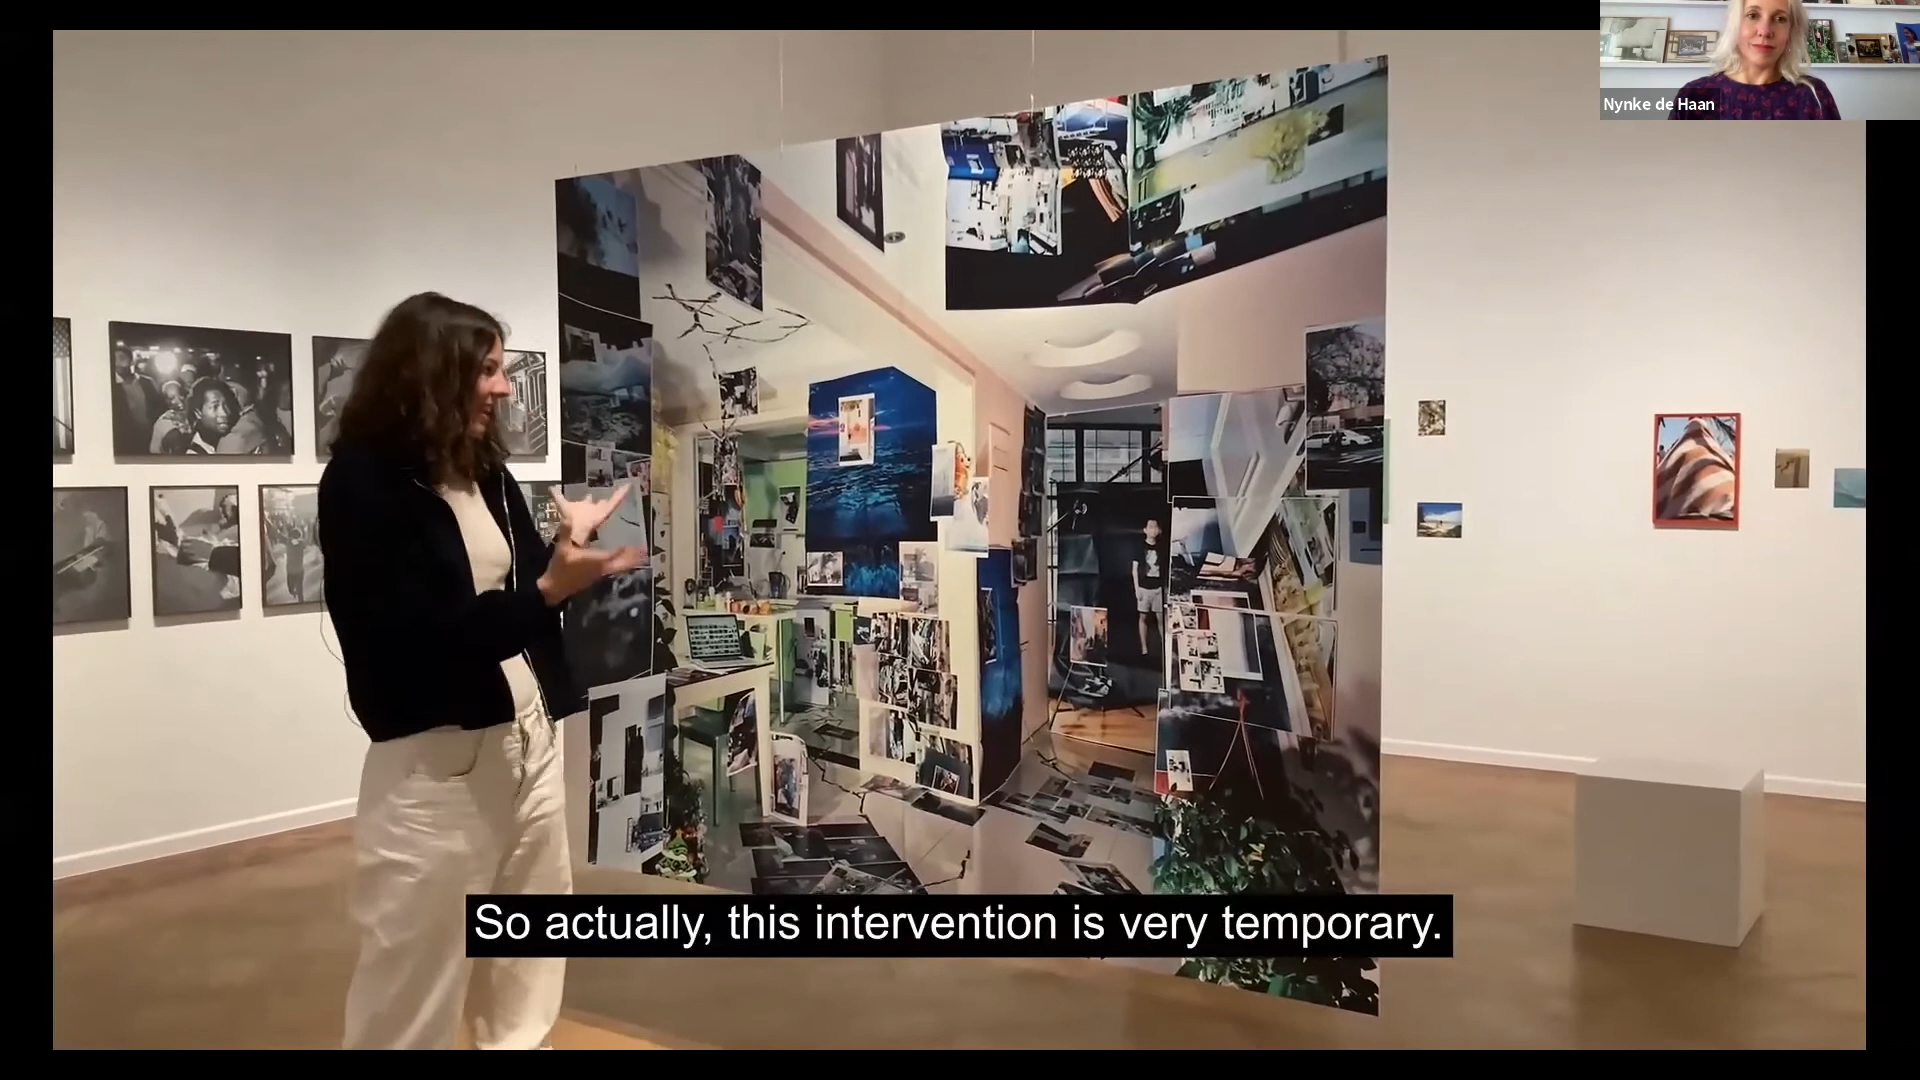 Nynke de Haan
So actually, this intervention is very temporary.